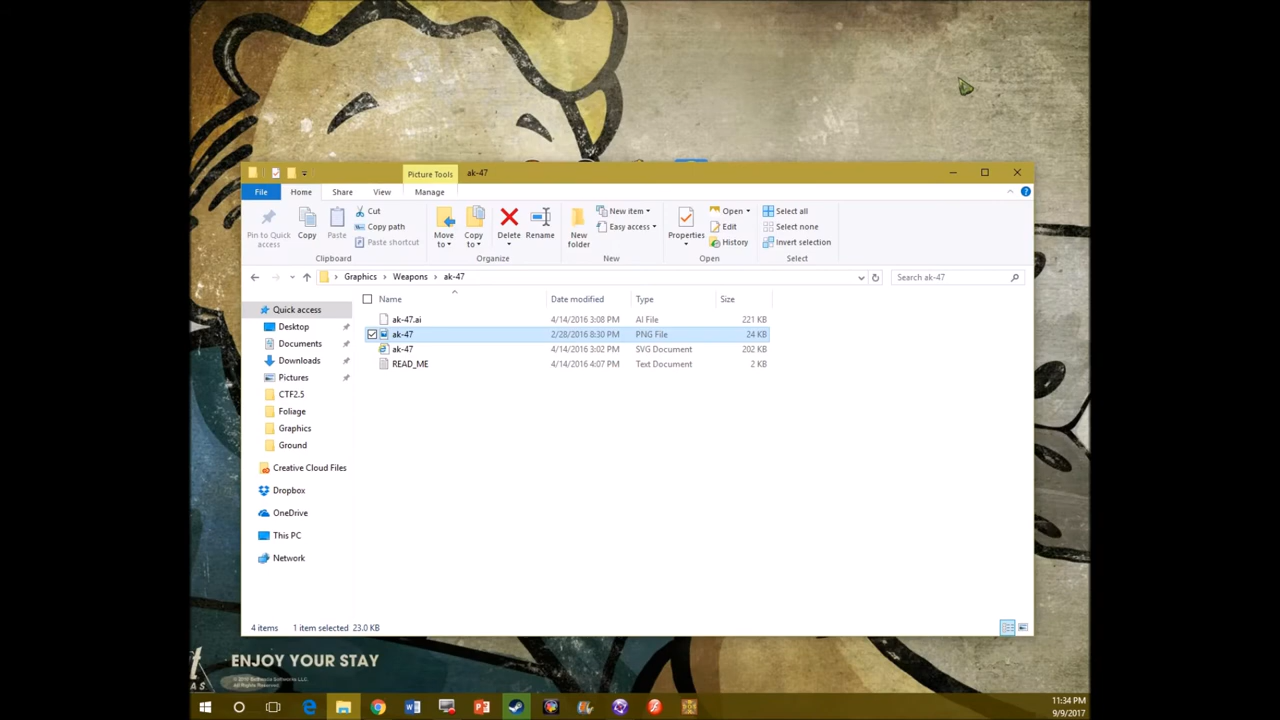 Picture Tools
ak-47
File
Home
Share
View
Manage
Pin to Quick access
Copy
Paste
Cut
Copy path
Paste shortcut
Move to
Copy to
Delete
Rename
New folder
New item
Easy access
Properties
Open
Edit
History
Select all
Select none
Invert selection
Clipboard
Organize
New
Open
Select
Graphics
Weapons
ak-47
Search ak-47
Name
Date modified
Type
Size
ak-47.ai 4/14/2016 3:08 PM AI File 221 KB
ak-47 2/28/2016 8:30 PM PNG File 24 KB
ak-47 4/14/2016 3:02 PM SVG Document 202 KB
READ_ME 4/14/2016 4:07 PM Text Document 2 KB
Quick access
Desktop
Documents
Downloads
Pictures
CTF2.5
Foliage
Graphics
Ground
Creative Cloud Files
Dropbox
OneDrive
This PC
Network
4 items 1 item selected 23.0 KB
ENJOY YOUR STAY
All Rights Reserved
11:34 PM
9/9/2017